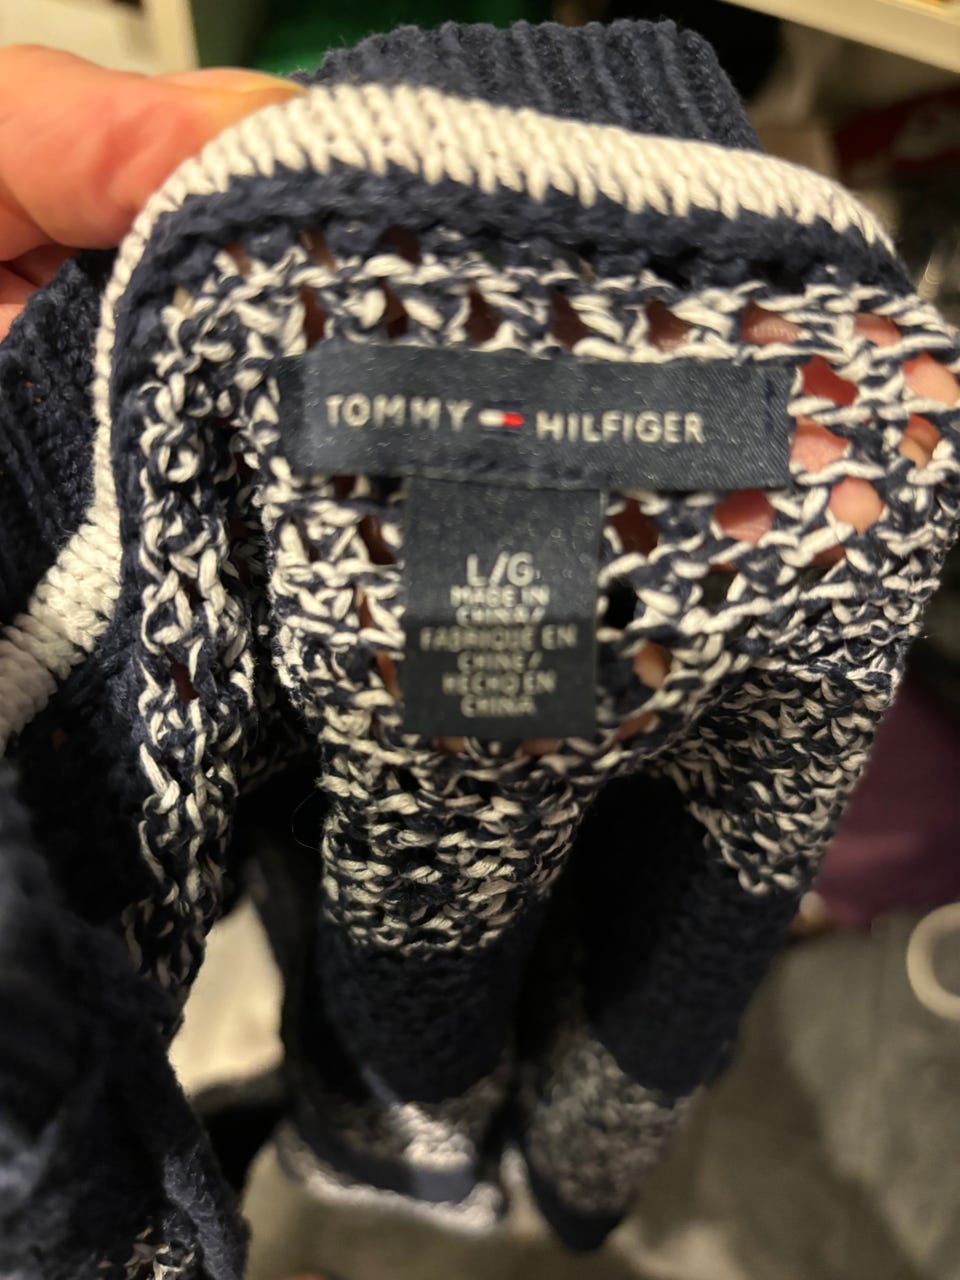 TOMMY HILFIGER
L/G
MADE IN
CHINA/
FABRIQUÉ EN
CHINE/
HECHO EN
CHINA